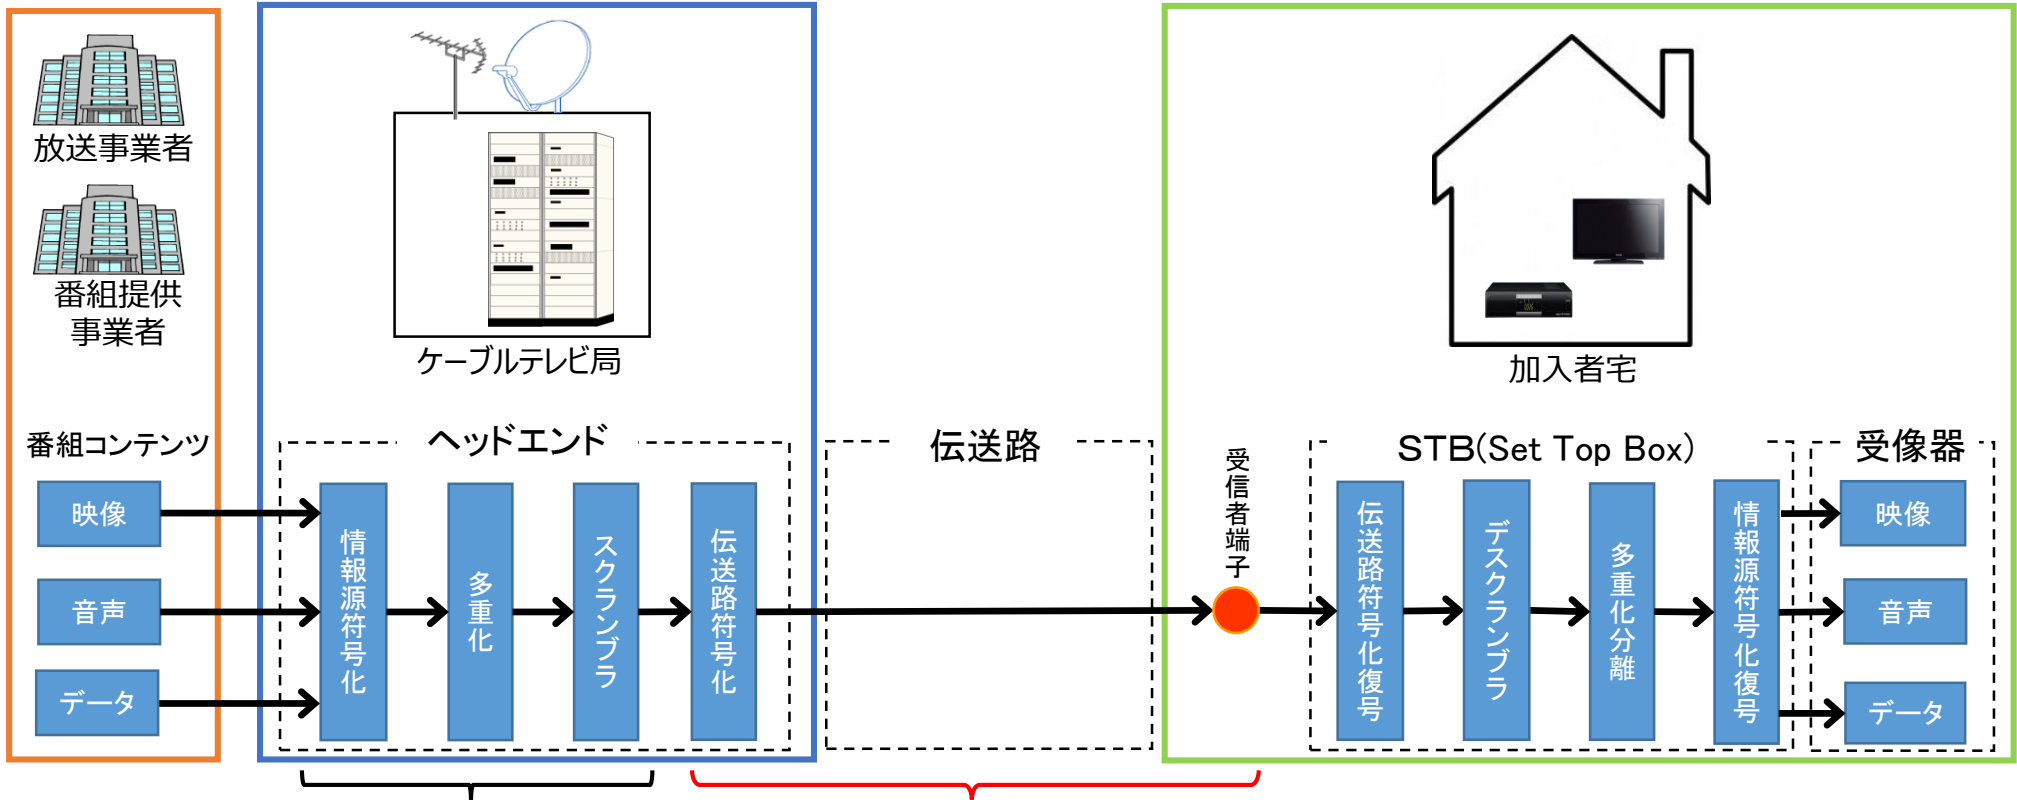 放送事業者
番組提供
事業者
ケーブルテレビ局
加入者宅
番組コンテンツ
ヘッドエンド
伝送路
受信者端子
STB(Set Top Box)
受像器
映像
音声
データ
情報源符号化
多重化
スクランブラ
伝送路符号化
伝送路符号化復号
デスクランブラ
多重化分離
情報源符号化復号
映像
音声
データ